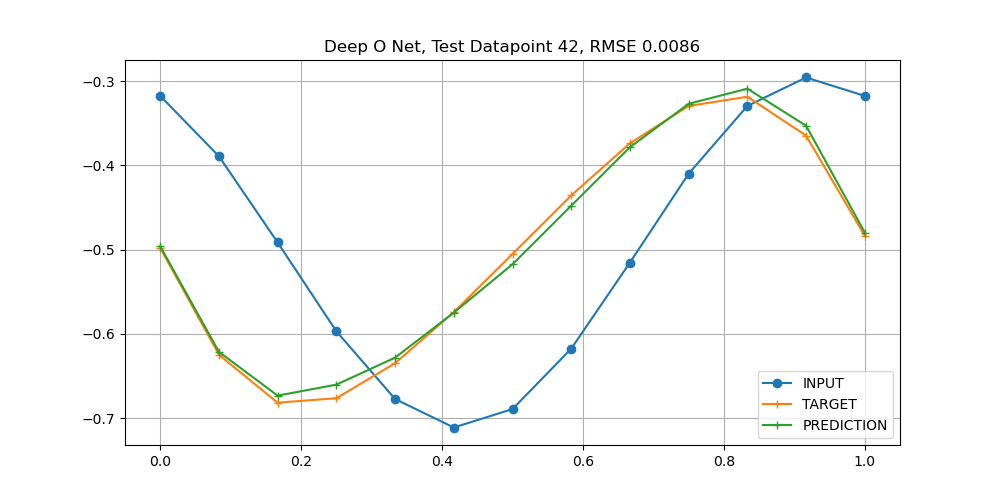 Deep O Net, Test Datapoint 42, RMSE 0.0086
−0.3
−0.4
−0.5
−0.6
−0.7
0.0 0.2 0.4 0.6 0.8 1.0
INPUT
TARGET
PREDICTION